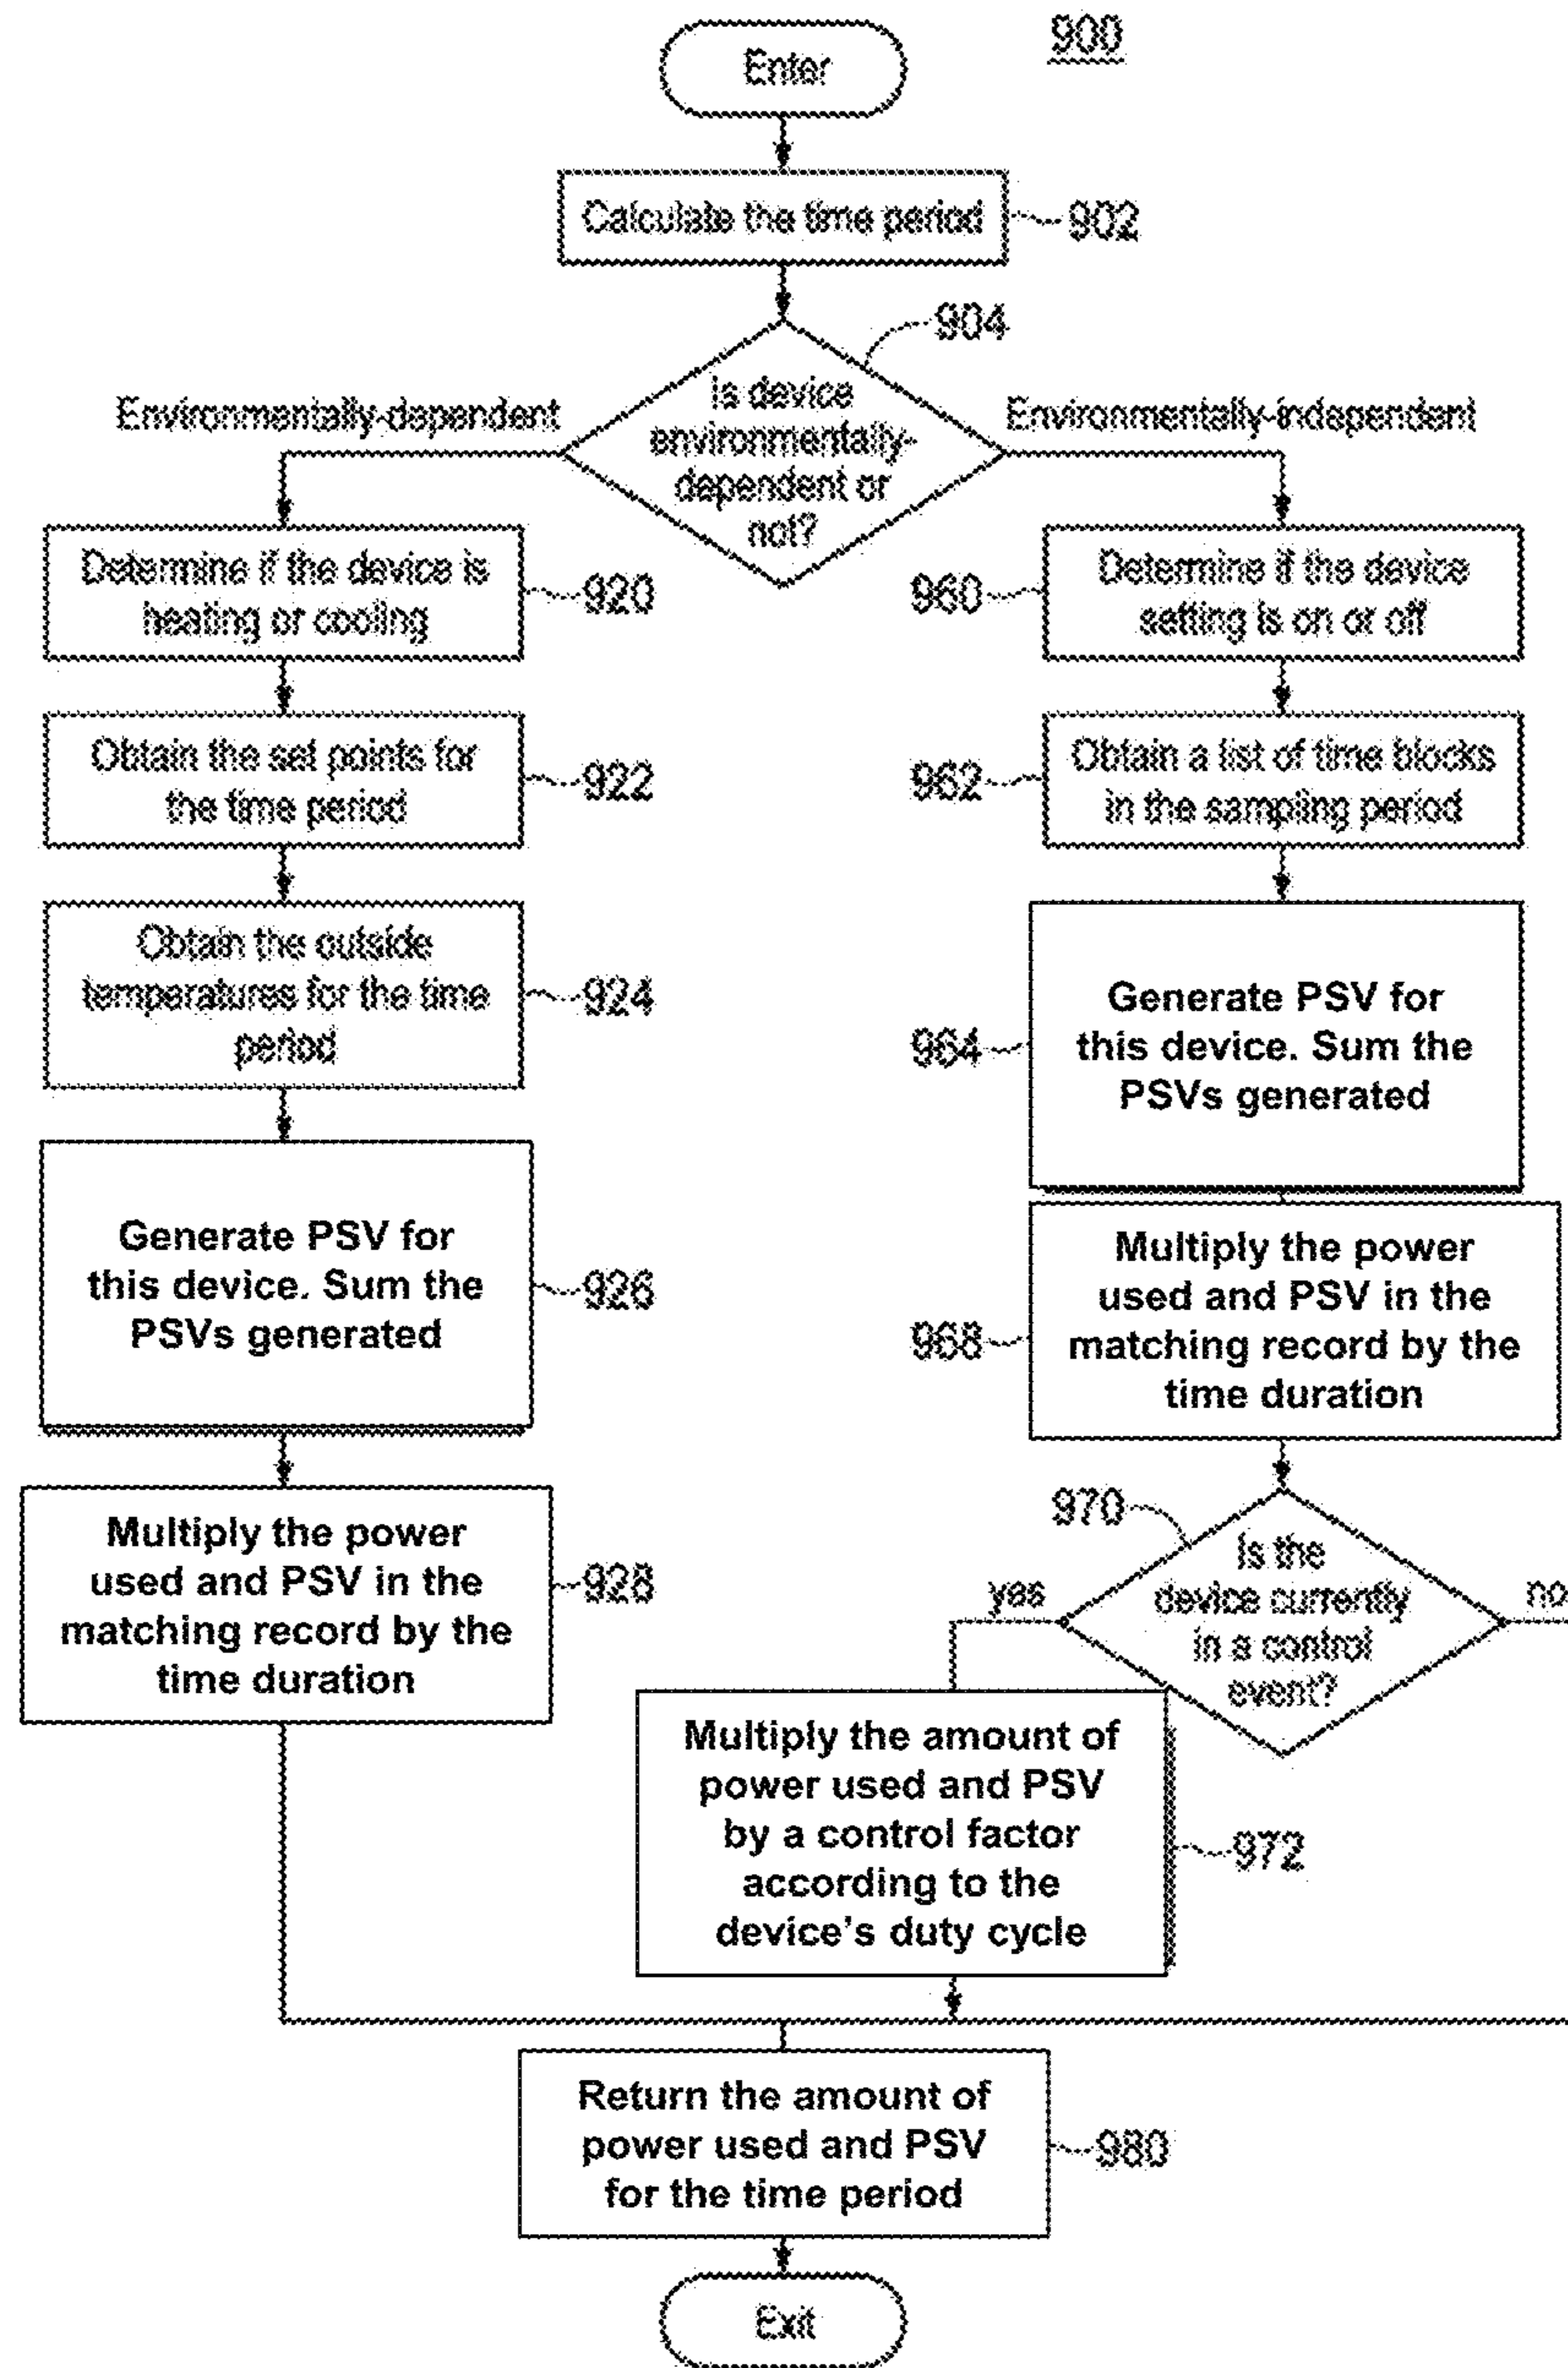 900
Enter
Calculate the time period
902
904
Is device
environmentally-
dependent or
not?
Environmentally-dependent
Environmentally-independent
Determine if the device is
heating or cooling
920
Obtain the set points for
the time period
922
Obtain the outside
temperatures for the time
period
924
Generate PSV for
this device. Sum the
PSVs generated
926
Multiply the power
used and PSV in the
matching record by the
time duration
928
Determine if the device
setting is on or off
960
Obtain a list of time blocks
in the sampling period
962
Generate PSV for
this device. Sum the
PSVs generated
964
Multiply the power
used and PSV in the
matching record by the
time duration
968
970
Is the
device currently
in a control
event?
yes
no
Multiply the amount of
power used and PSV
by a control factor
according to the
device's duty cycle
972
Return the amount of
power used and PSV
for the time period
980
Exit